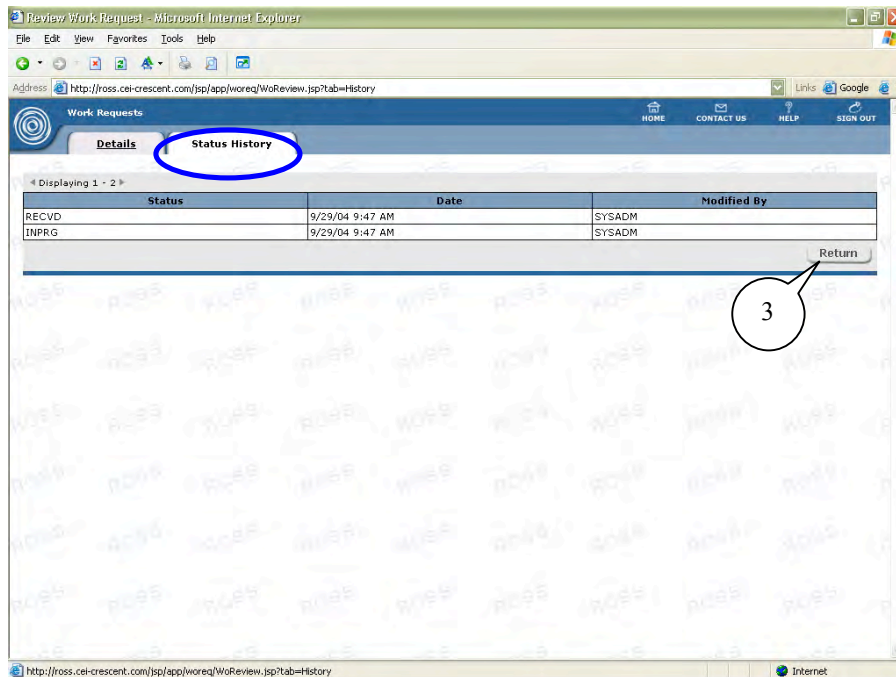 Review Work Request - Microsoft Internet Explorer
File Edit View Favorites Tools Help
Address http://ross.cei-crescent.com/jsp/app/woreq/WoReview.jsp?tab=History Links Google
Work Requests HOME CONTACT US HELP SIGN OUT
Details Status History
Displaying 1 - 2
Status Date Modified By
RECVD 9/29/04 9:47 AM SYSADM
INPRG 9/29/04 9:47 AM SYSADM
Return
3
http://ross.cei-crescent.com/jsp/app/woreq/WoReview.jsp?tab=History Internet